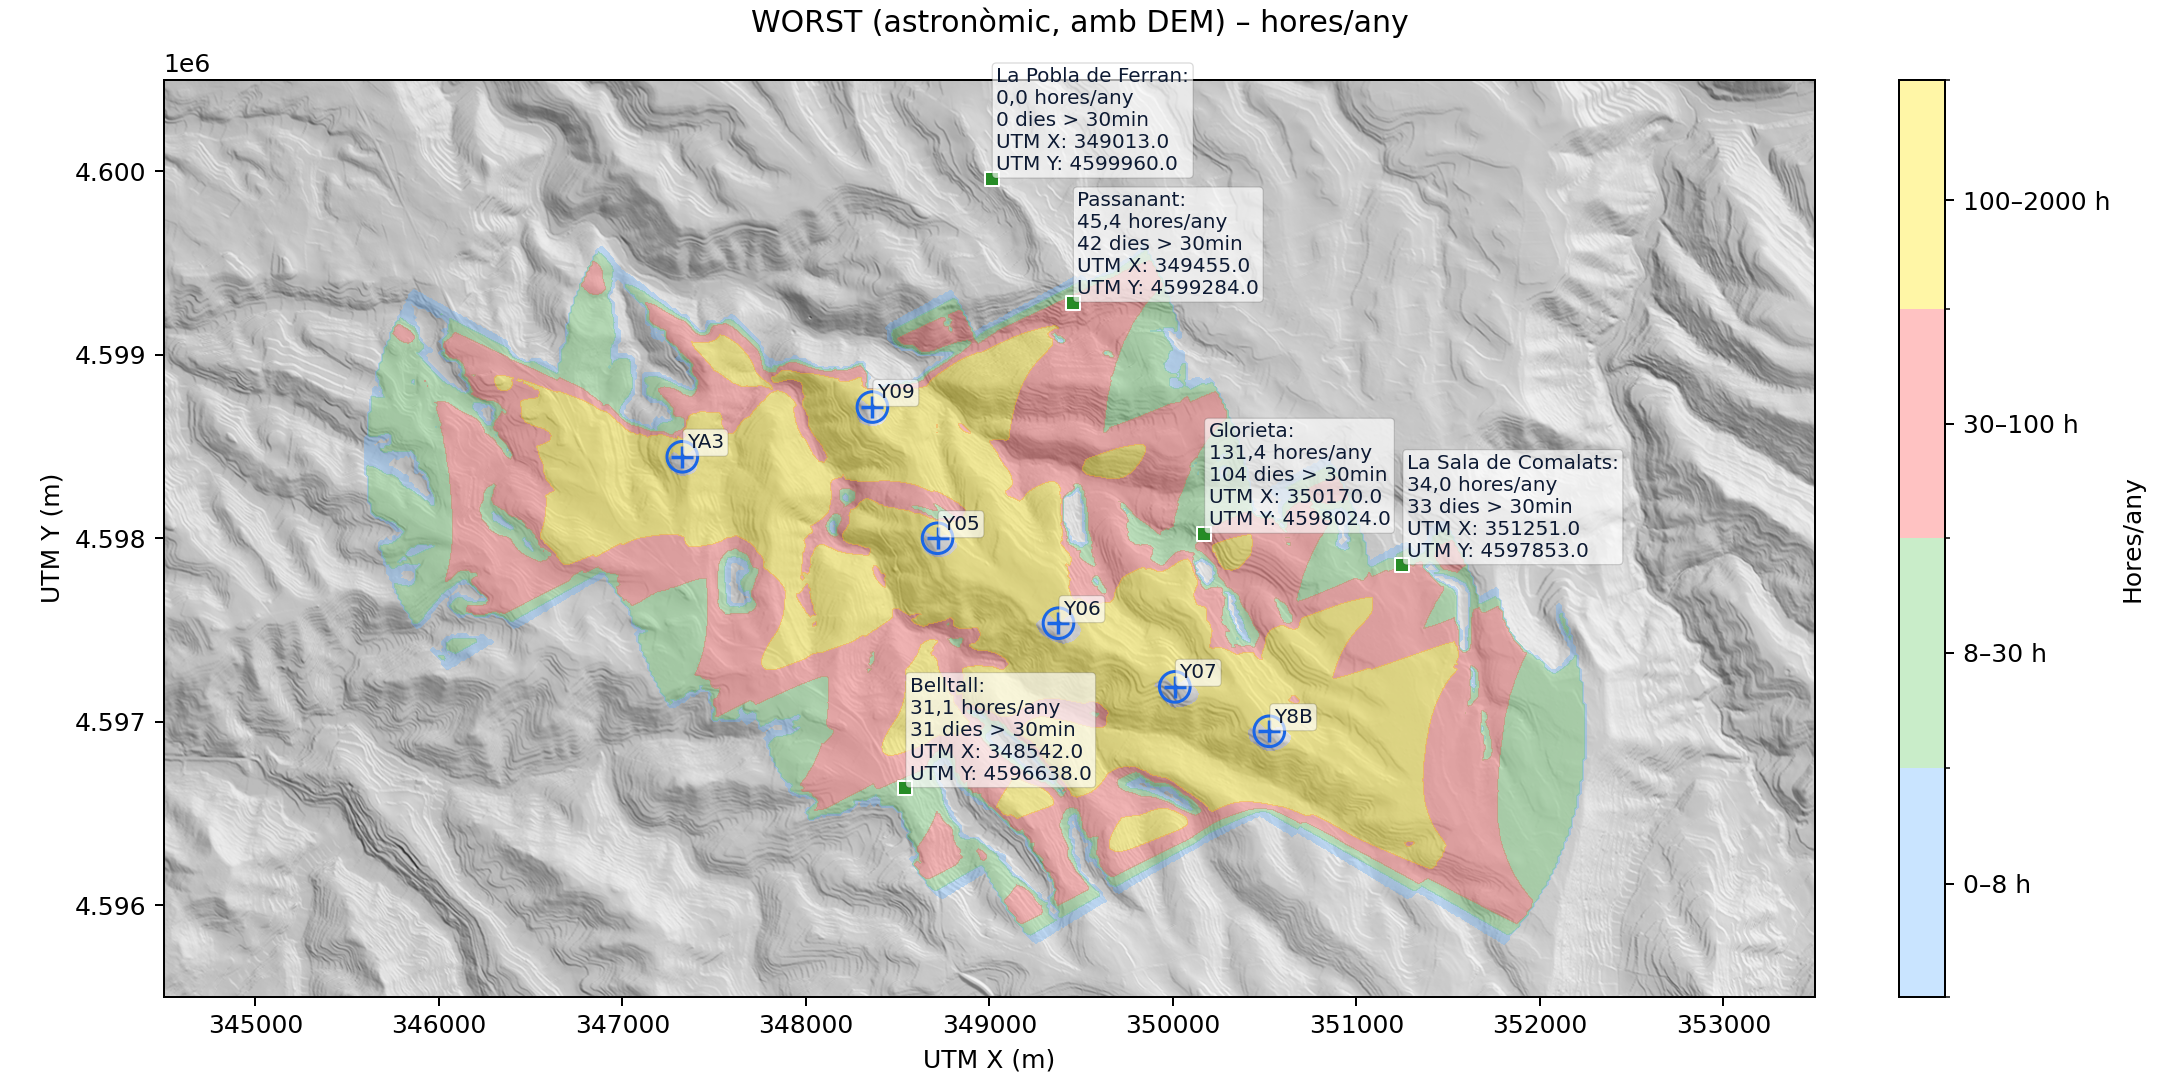 WORST (astronòmic, amb DEM) – hores/any
1e6
La Pobla de Ferran:
0,0 hores/any
0 dies > 30min
UTM X: 349013.0
UTM Y: 4599960.0
Passanant:
45,4 hores/any
42 dies > 30min
UTM X: 349455.0
UTM Y: 4599284.0
Y09
YA3
Glorieta:
131,4 hores/any
104 dies > 30min
UTM X: 350170.0
UTM Y: 4598024.0
La Sala de Comalats:
34,0 hores/any
33 dies > 30min
UTM X: 351251.0
UTM Y: 4597853.0
Y05
Y06
Y07
Y8B
Belltall:
31,1 hores/any
31 dies > 30min
UTM X: 348542.0
UTM Y: 4596638.0
4.600
4.599
4.598
4.597
4.596
UTM Y (m)
345000
346000
347000
348000
349000
350000
351000
352000
353000
UTM X (m)
100–2000 h
30–100 h
8–30 h
0–8 h
Hores/any